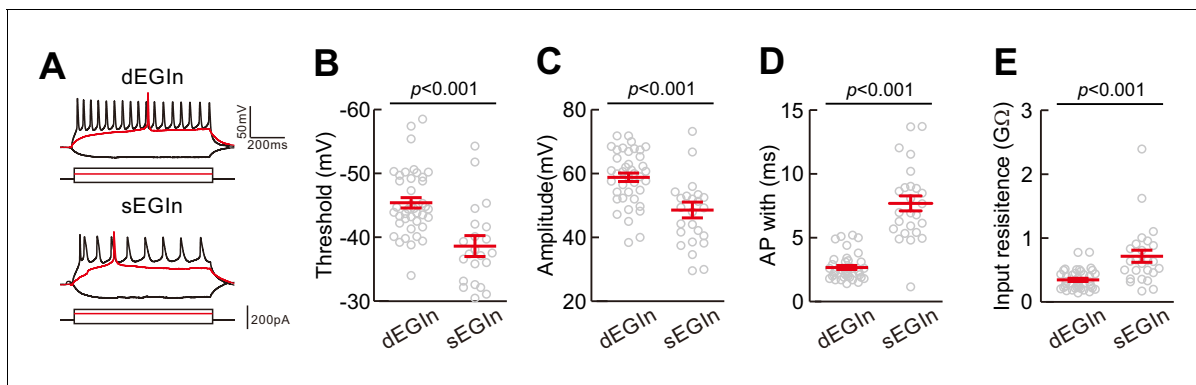 A
dEGIn
50mV
200ms
sEGIn
200pA
B
p<0.001
Threshold (mV)
-60
-50
-40
-30
dEGIn
sEGIn
C
p<0.001
Amplitude(mV)
80
60
40
20
dEGIn
sEGIn
D
p<0.001
AP with (ms)
15
10
5
0
dEGIn
sEGIn
E
p<0.001
Input resisitence (GΩ)
3
2
1
0
dEGIn
sEGIn